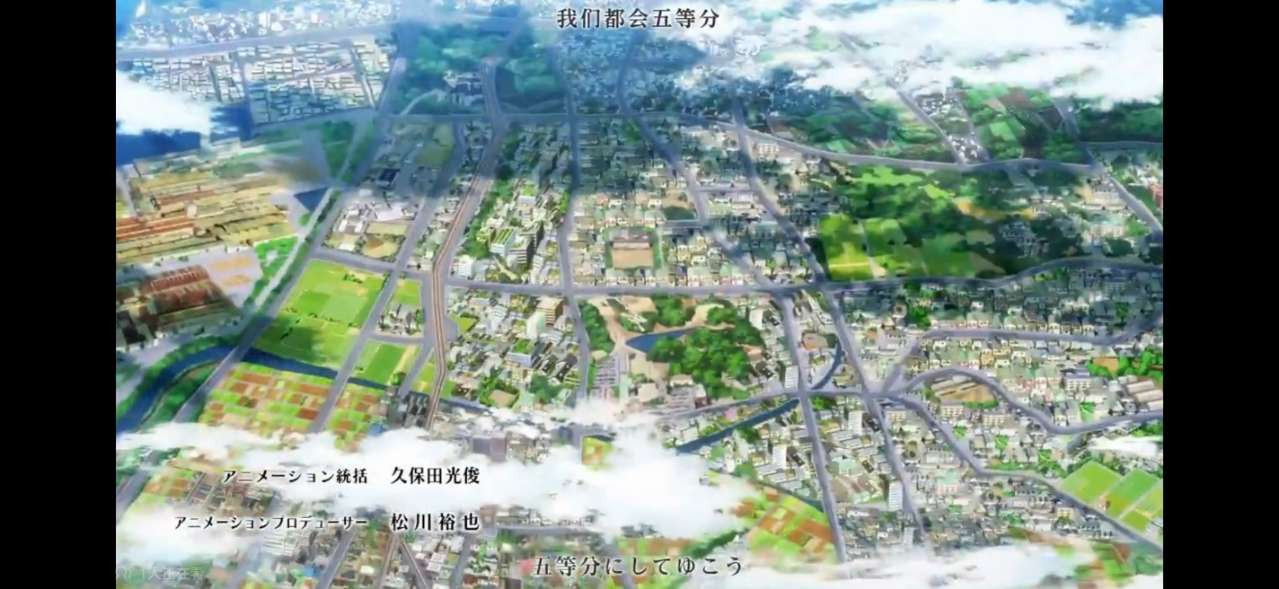 我们都会五等分
アニメーション統括 久保田光俊
アニメーションプロデューサー 松川裕也
五等分にしてゆこう